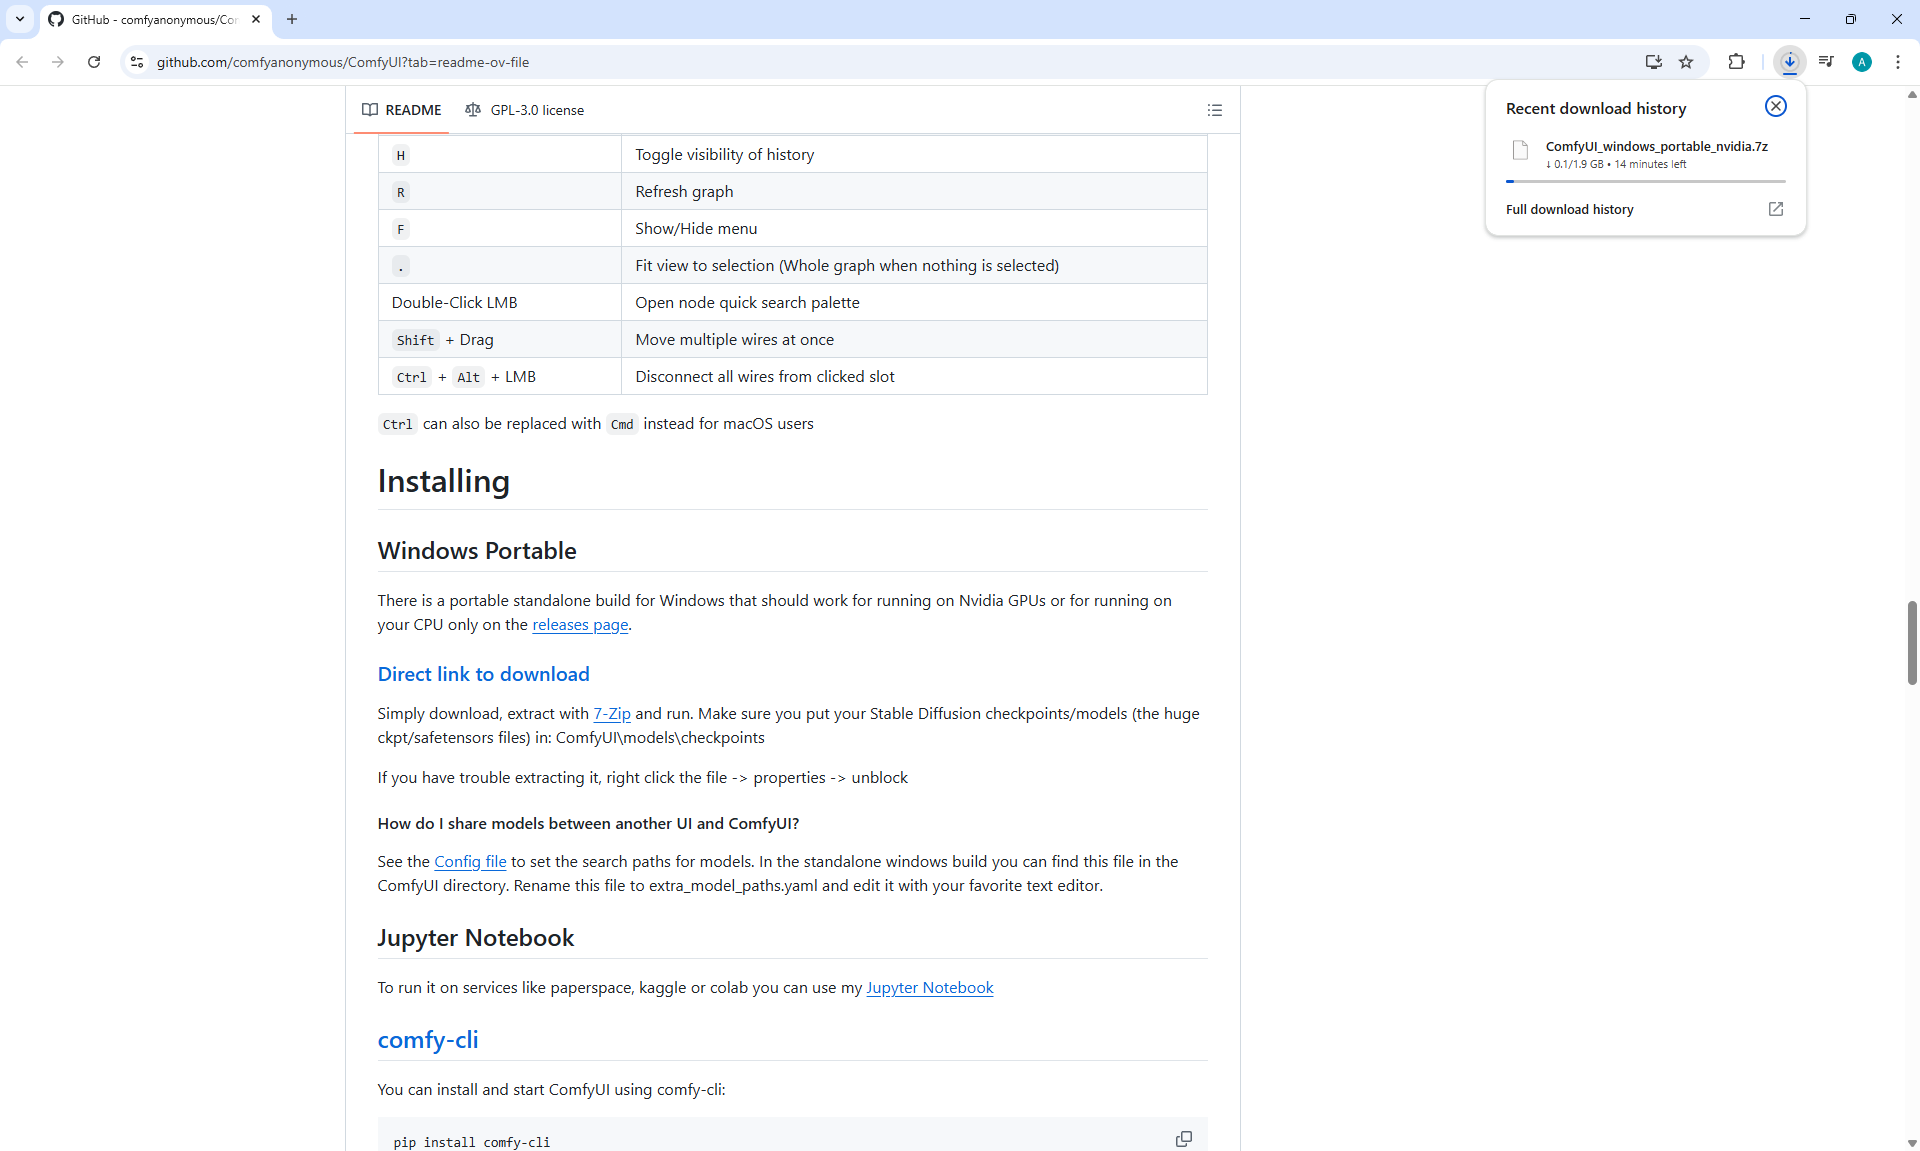 GitHub - comfyanonymous/Co
github.com/comfyanonymous/ComfyUI?tab=readme-ov-file
A
Recent download history
ComfyUI_windows_portable_nvidia.7z
↓ 0.1/1.9 GB • 14 minutes left
Full download history
README
GPL-3.0 license
H Toggle visibility of history
R Refresh graph
F Show/Hide menu
. Fit view to selection (Whole graph when nothing is selected)
Double-Click LMB Open node quick search palette
Shift + Drag Move multiple wires at once
Ctrl + Alt + LMB Disconnect all wires from clicked slot
Ctrl can also be replaced with Cmd instead for macOS users
Installing
Windows Portable
There is a portable standalone build for Windows that should work for running on Nvidia GPUs or for running on
your CPU only on the releases page.
Direct link to download
Simply download, extract with 7-Zip and run. Make sure you put your Stable Diffusion checkpoints/models (the huge
ckpt/safetensors files) in: ComfyUI\models\checkpoints
If you have trouble extracting it, right click the file -> properties -> unblock
How do I share models between another UI and ComfyUI?
See the Config file to set the search paths for models. In the standalone windows build you can find this file in the
ComfyUI directory. Rename this file to extra_model_paths.yaml and edit it with your favorite text editor.
Jupyter Notebook
To run it on services like paperspace, kaggle or colab you can use my Jupyter Notebook
comfy-cli
You can install and start ComfyUI using comfy-cli:
pip install comfy-cli